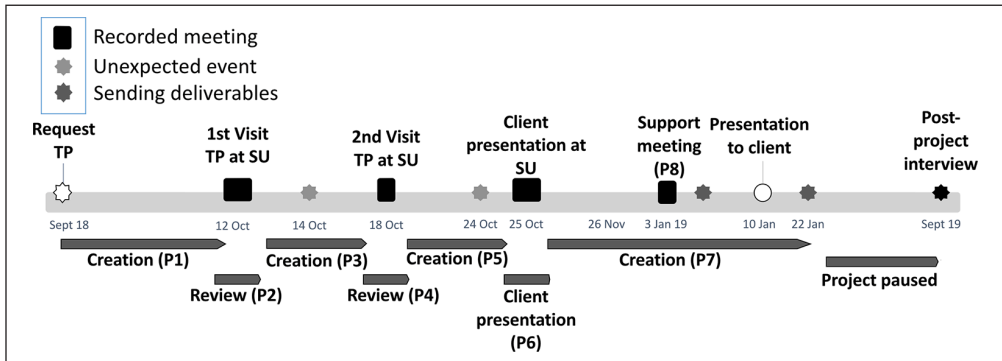 Recorded meeting
Unexpected event
Sending deliverables
Request
TP
1st Visit
TP at SU
2nd Visit
TP at SU
Client
presentation at
SU
Support
meeting
(P8)
Presentation
to client
Post-
project
interview
Sept 18
12 Oct
14 Oct
18 Oct
24 Oct
25 Oct
26 Nov
3 Jan 19
10 Jan
22 Jan
Sept 19
Creation (P1)
Review (P2)
Creation (P3)
Review (P4)
Creation (P5)
Client
presentation
(P6)
Creation (P7)
Project paused